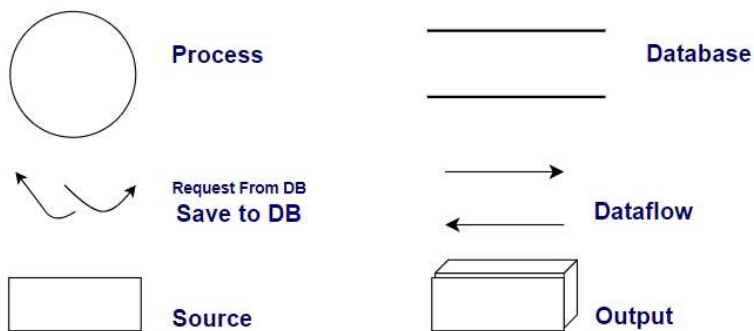 Process
Database
Request From DB
Save to DB
Dataflow
Source
Output